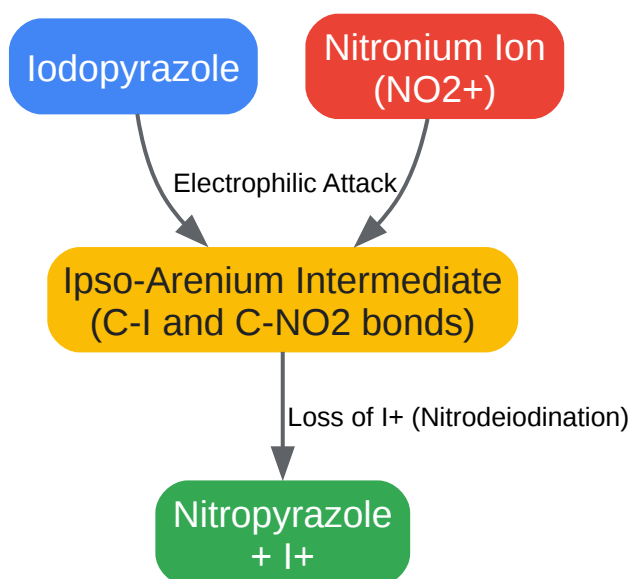 Iodopyrazole
Nitronium Ion
(NO2+)
Electrophilic Attack
Ipso-Arenium Intermediate
(C-I and C-NO2 bonds)
Loss of I+ (Nitrodeiodination)
Nitropyrazole
+ I+